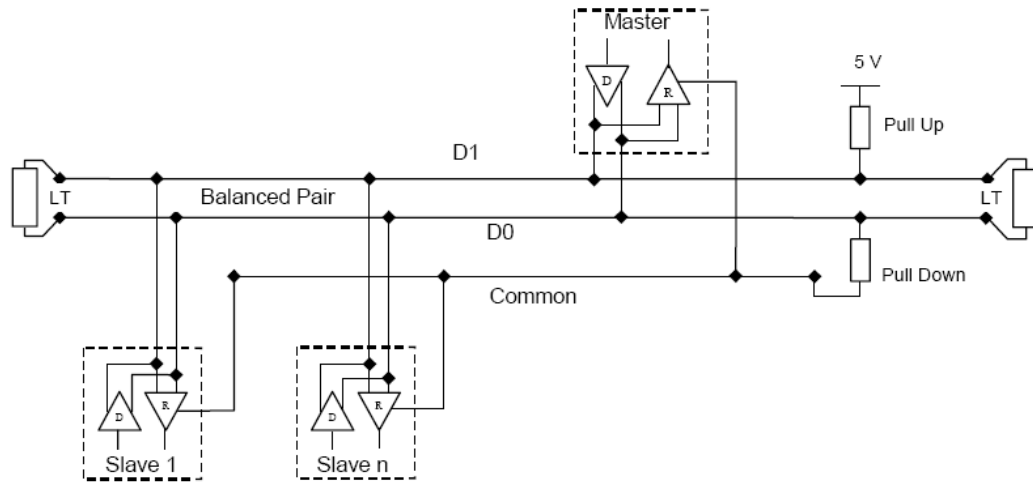 Master
5 V
D
R
Pull Up
D1
LT
Balanced Pair
LT
D0
Common
Pull Down
D
R
D
R
Slave 1
Slave n